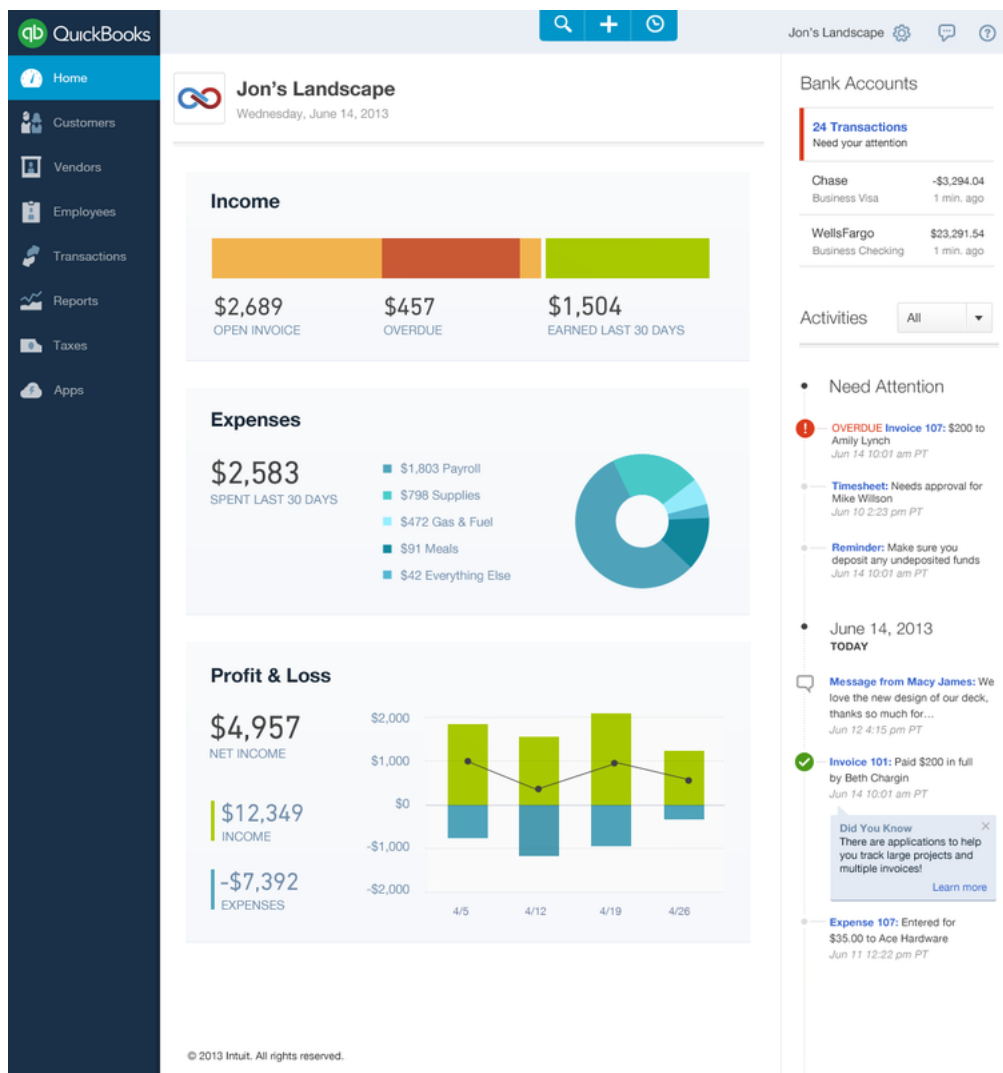 QuickBooks
Jon's Landscape
Home
Customers
Vendors
Employees
Transactions
Reports
Taxes
Apps
Jon's Landscape
Wednesday, June 14, 2013
Income
$2,689
OPEN INVOICE
$457
OVERDUE
$1,504
EARNED LAST 30 DAYS
Expenses
$2,583
SPENT LAST 30 DAYS
$1,803 Payroll
$798 Supplies
$472 Gas & Fuel
$91 Meals
$42 Everything Else
Profit & Loss
$4,957
NET INCOME
$12,349
INCOME
-$7,392
EXPENSES
$2,000
$1,000
$0
-$1,000
-$2,000
4/5 4/12 4/19 4/26
© 2013 Intuit. All rights reserved.
Bank Accounts
24 Transactions
Need your attention
Chase -$3,294.04
Business Visa 1 min. ago
WellsFargo $23,291.54
Business Checking 1 min. ago
Activities All
Need Attention
OVERDUE Invoice 107: $200 to
Amily Lynch
Jun 14 10:01 am PT
Timesheet: Needs approval for
Mike Willson
Jun 10 2:23 pm PT
Reminder: Make sure you
deposit any undeposited funds
Jun 14 10:01 am PT
June 14, 2013
TODAY
Message from Macy James: We
love the new design of our deck,
thanks so much for...
Jun 12 4:15 pm PT
Invoice 101: Paid $200 in full
by Beth Chargin
Jun 14 10:01 am PT
Did You Know
There are applications to help
you track large projects and
multiple invoices!
Learn more
Expense 107: Entered for
$35.00 to Ace Hardware
Jun 11 12:22 pm PT